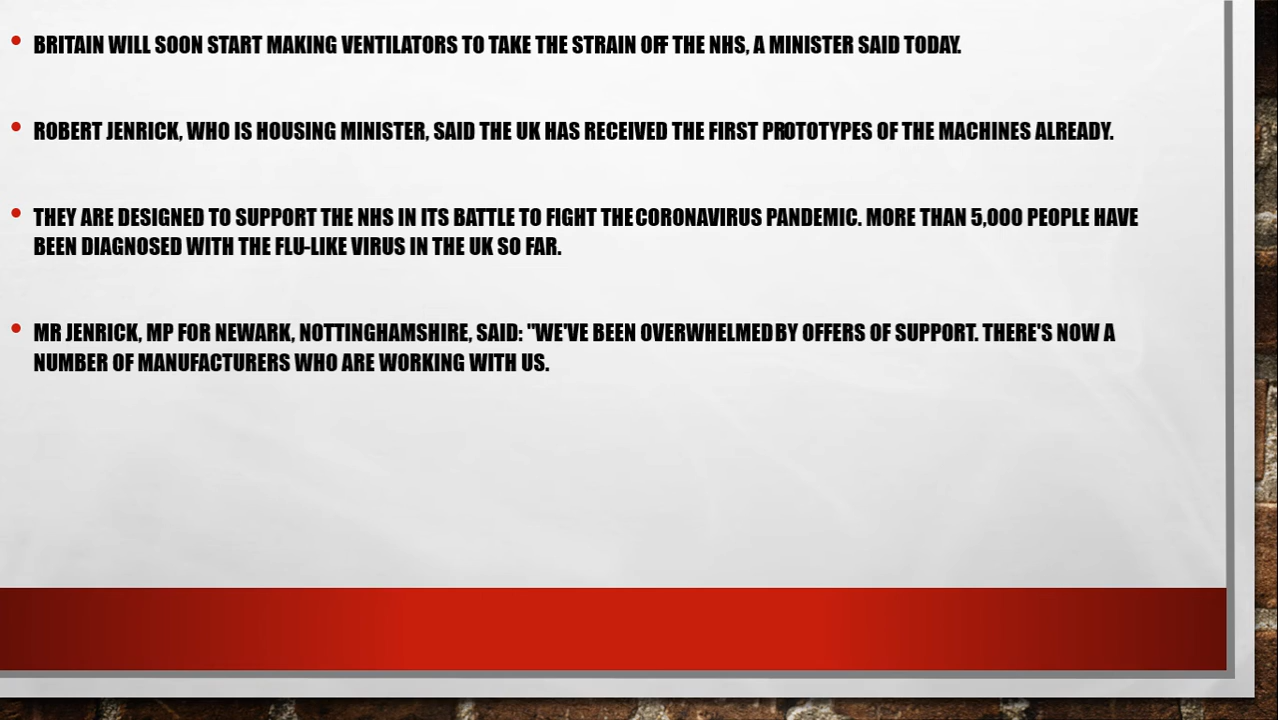 • BRITAIN WILL SOON START MAKING VENTILATORS TO TAKE THE STRAIN OFF THE NHS, A MINISTER SAID TODAY.
• ROBERT JENRICK, WHO IS HOUSING MINISTER, SAID THE UK HAS RECEIVED THE FIRST PROTOTYPES OF THE MACHINES ALREADY.
• THEY ARE DESIGNED TO SUPPORT THE NHS IN ITS BATTLE TO FIGHT THE CORONAVIRUS PANDEMIC. MORE THAN 5,000 PEOPLE HAVE
BEEN DIAGNOSED WITH THE FLU-LIKE VIRUS IN THE UK SO FAR.
• MR JENRICK, MP FOR NEWARK, NOTTINGHAMSHIRE, SAID: "WE'VE BEEN OVERWHELMED BY OFFERS OF SUPPORT. THERE'S NOW A
NUMBER OF MANUFACTURERS WHO ARE WORKING WITH US.